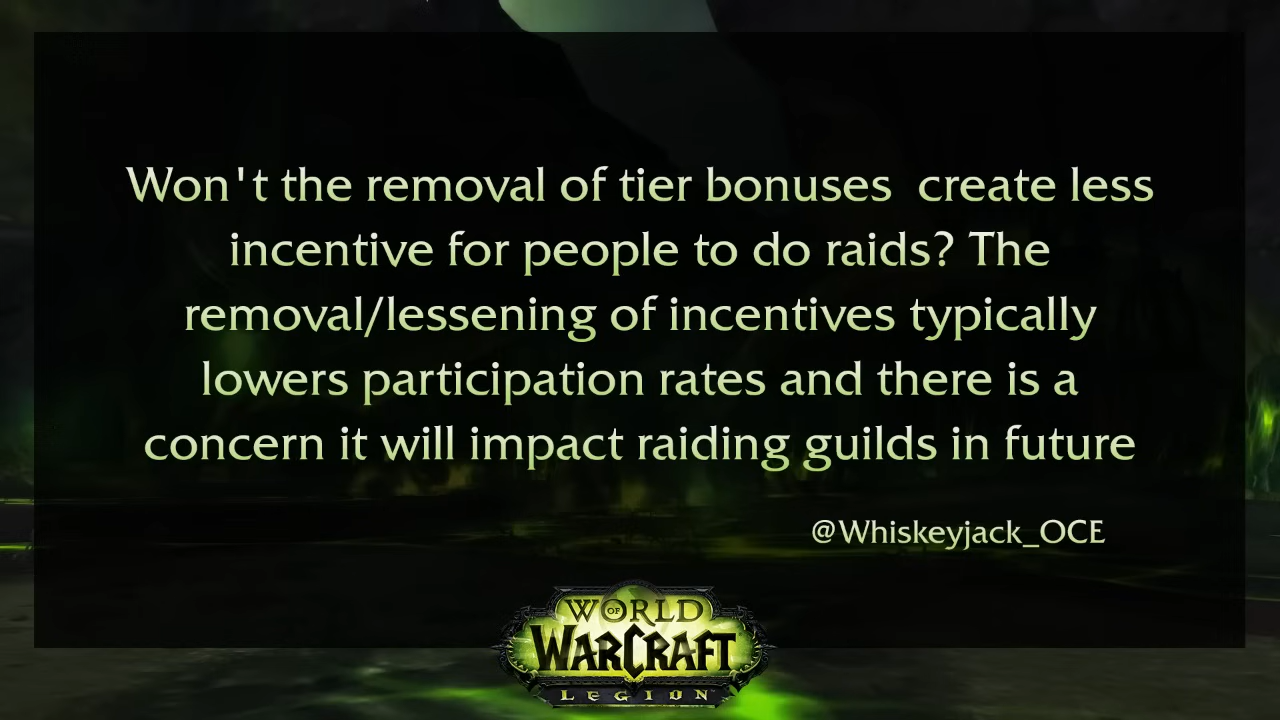 Won't the removal of tier bonuses  create less
incentive for people to do raids? The
removal/lessening of incentives typically
lowers participation rates and there is a
concern it will impact raiding guilds in future
@Whiskeyjack_OCE
WORLD
OF
WARCRAFT
LEGION